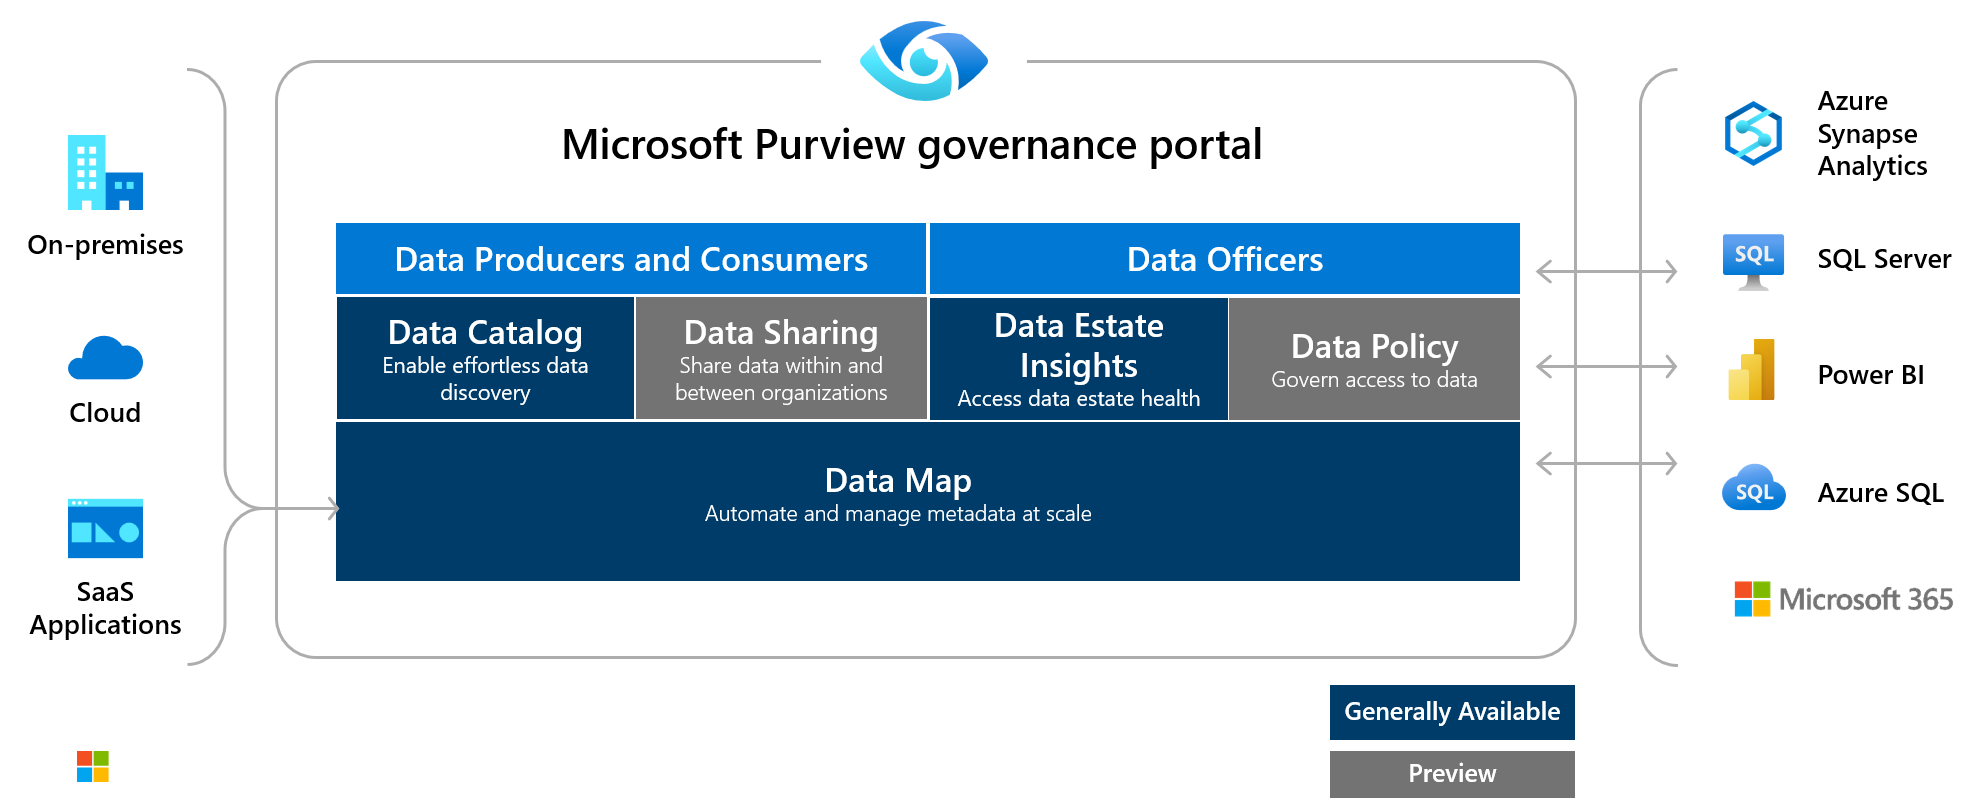 Microsoft Purview governance portal
On-premises
Cloud
SaaS
Applications
Data Producers and Consumers
Data Officers
Data Catalog
Enable effortless data
discovery
Data Sharing
Share data within and
between organizations
Data Estate
Insights
Access data estate health
Data Policy
Govern access to data
Data Map
Automate and manage metadata at scale
Azure
Synapse
Analytics
SQL
SQL Server
Power BI
SQL
Azure SQL
Microsoft 365
Generally Available
Preview